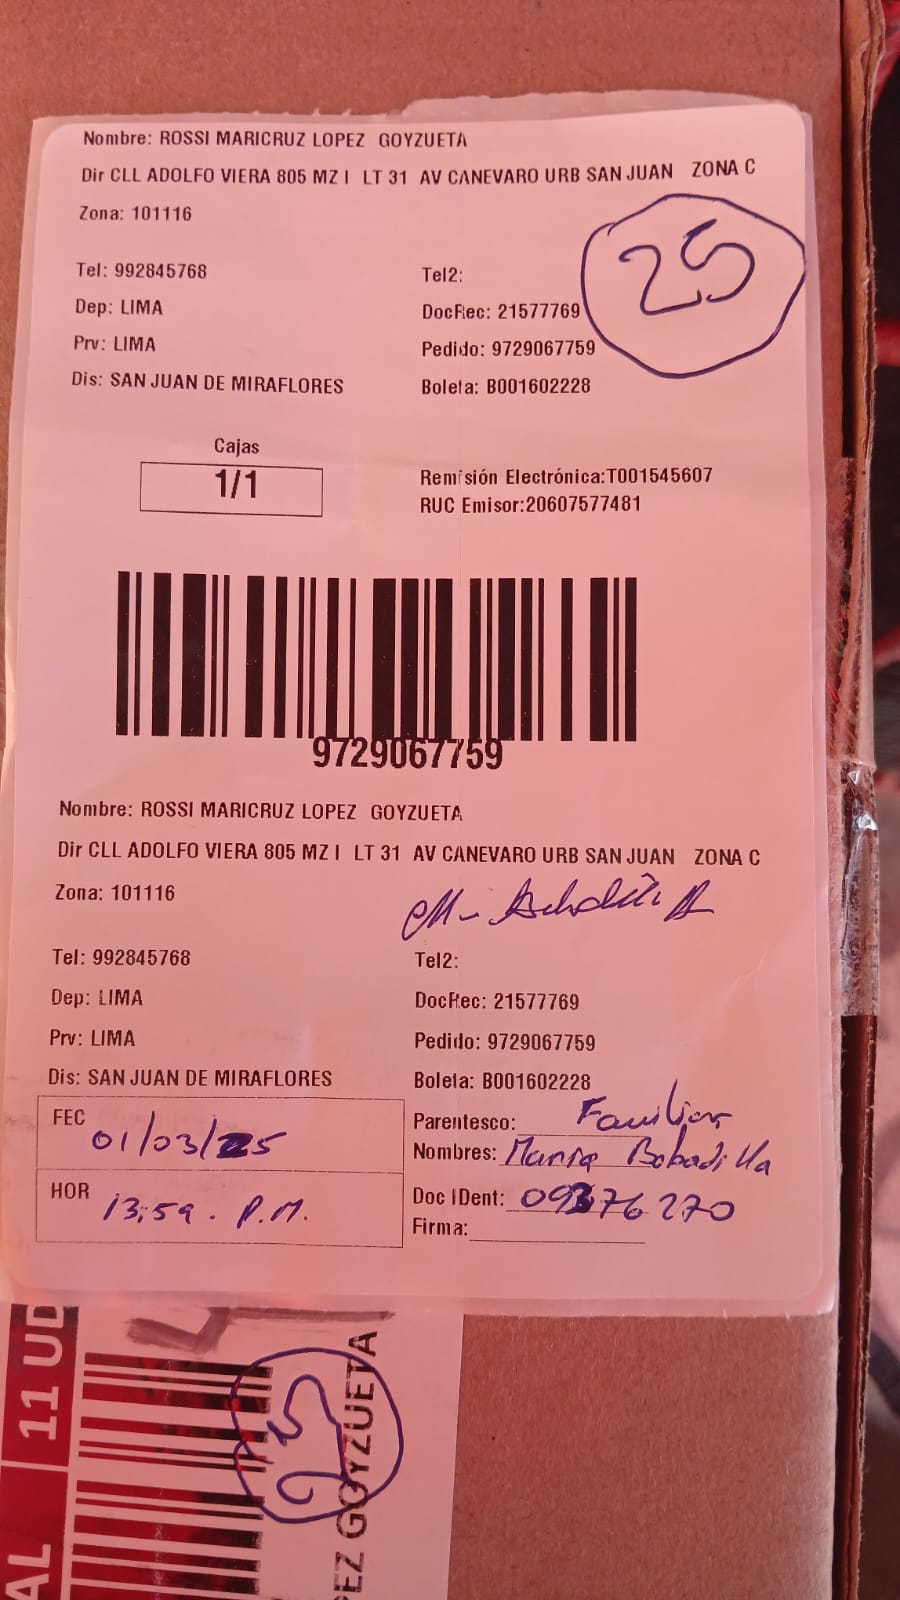 Nombre: ROSSI MARICRUZ LOPEZ GOYZUETA
Dir CLL ADOLFO VIERA 805 MZ I LT 31 AV CANEVARO URB SAN JUAN ZONA C
Zona: 101116
25
Tel: 992845768 Tel2:
Dep: LIMA DocRec: 21577769
Prv: LIMA Pedido: 9729067759
Dis: SAN JUAN DE MIRAFLORES Boleta: B001602228
Cajas
1/1
Remisión Electrónica:T001545607
RUC Emisor:20607577481
9729067759
Nombre: ROSSI MARICRUZ LOPEZ GOYZUETA
Dir CLL ADOLFO VIERA 805 MZ I LT 31 AV CANEVARO URB SAN JUAN ZONA C
Zona: 101116
Tel: 992845768 Tel2:
Dep: LIMA DocRec: 21577769
Prv: LIMA Pedido: 9729067759
Dis: SAN JUAN DE MIRAFLORES Boleta: B001602228
FEC 01/03/25 Parentesco: Familiar
Nombres: Maria Bobadilla
HOR 13:59. P.M. Doc IDent: 09376270
Firma:
11 UD
AL
25
EZ GOYZUETA